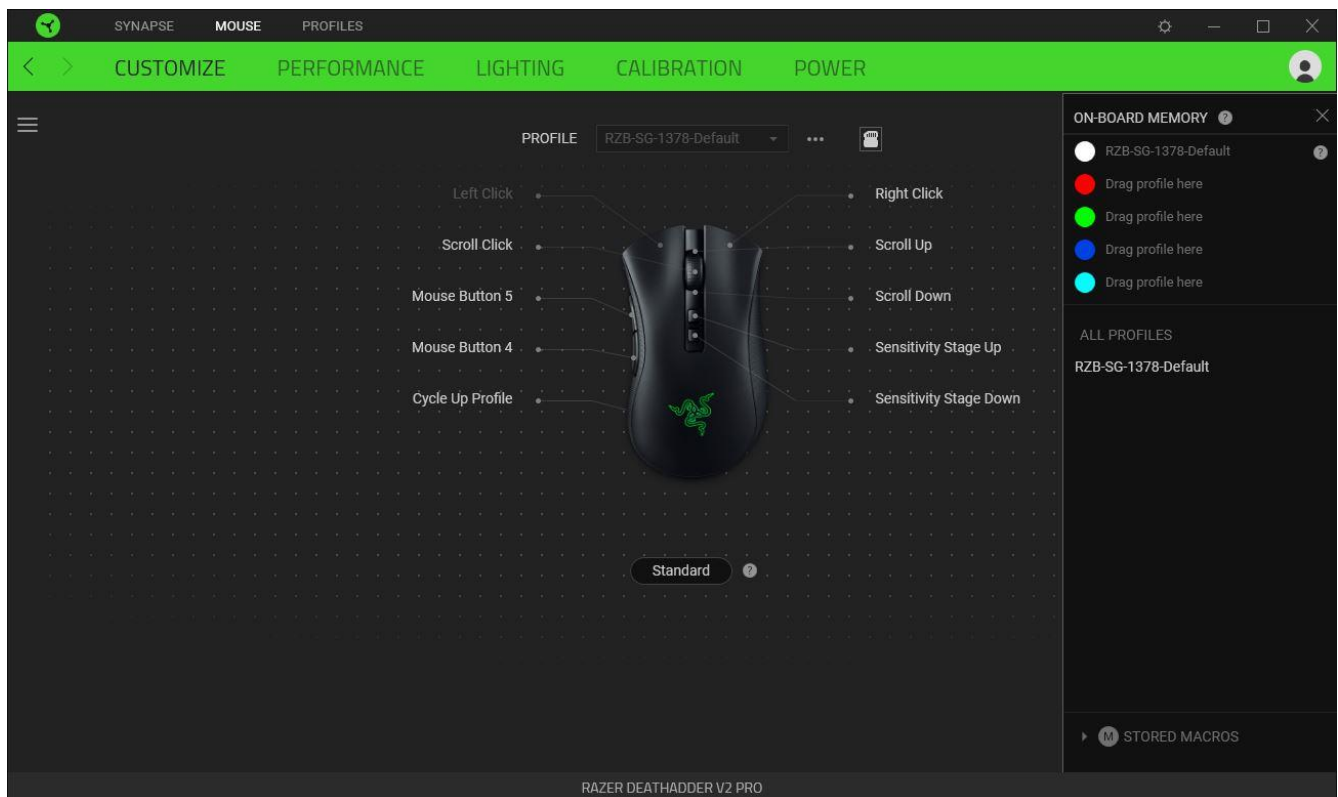 SYNAPSE MOUSE PROFILES
CUSTOMIZE PERFORMANCE LIGHTING CALIBRATION POWER
PROFILE RZB-SG-1378-Default
Left Click
Scroll Click
Mouse Button 5
Mouse Button 4
Cycle Up Profile
Right Click
Scroll Up
Scroll Down
Sensitivity Stage Up
Sensitivity Stage Down
Standard ?
ON-BOARD MEMORY ?
RZB-SG-1378-Default ?
Drag profile here
Drag profile here
Drag profile here
Drag profile here
ALL PROFILES
RZB-SG-1378-Default
M STORED MACROS
RAZER DEATHADDER V2 PRO